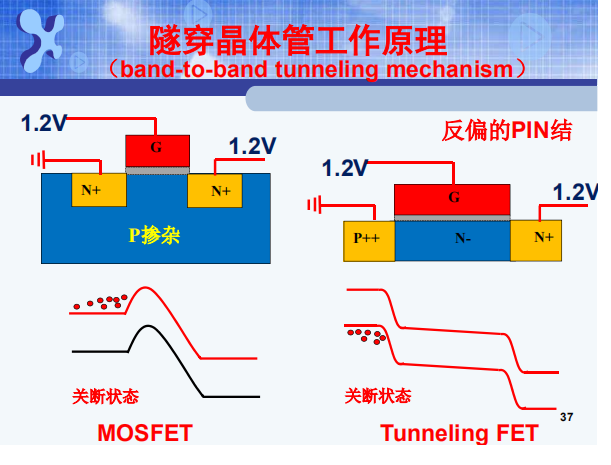 隧穿晶体管工作原理
（band-to-band tunneling mechanism）
1.2V
G
1.2V
N+
N+
P掺杂
关断状态
MOSFET
反偏的PIN结
1.2V
1.2V
G
P++
N-
N+
关断状态
Tunneling FET
37